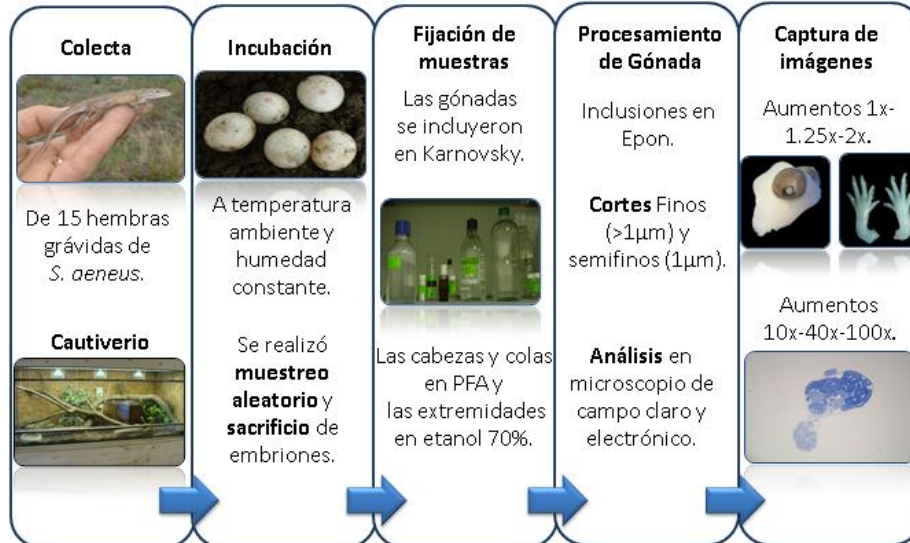 Colecta
De 15 hembras
grávidas de
S. aeneus.
Cautiverio
Incubación
A temperatura
ambiente y
humedad
constante.
Se realizó
muestreo
aleatorio y
sacrificio de
embriones.
Fijación de
muestras
Las gónadas
se incluyeron
en Karnovsky.
Las cabezas y colas
en PFA y
las extremidades
en etanol 70%.
Procesamiento
de Gónada
Inclusiones en
Epon.
Cortes Finos
(>1µm) y
semifinos (1µm).
Análisis en
microscopio de
campo claro y
electrónico.
Captura de
imágenes
Aumentos 1x-
1.25x-2x.
Aumentos
10x-40x-100x.